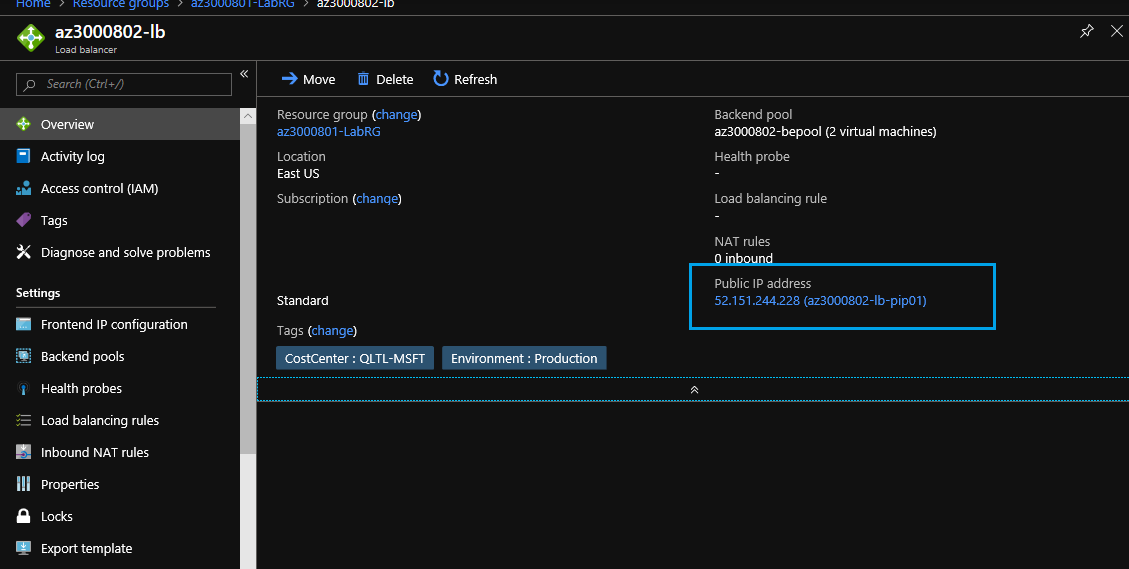 Home > Resource groups > az3000801-LabRG > az3000802-lb
az3000802-lb
Load balancer
Search (Ctrl+/)
«
Overview
Activity log
Access control (IAM)
Tags
Diagnose and solve problems
Settings
Frontend IP configuration
Backend pools
Health probes
Load balancing rules
Inbound NAT rules
Properties
Locks
Export template
Move Delete Refresh
Resource group (change)
az3000801-LabRG
Location
East US
Subscription (change)
Standard
Tags (change)
CostCenter : QLTL-MSFT Environment : Production
Backend pool
az3000802-bepool (2 virtual machines)
Health probe
-
Load balancing rule
-
NAT rules
0 inbound
Public IP address
52.151.244.228 (az3000802-lb-pip01)